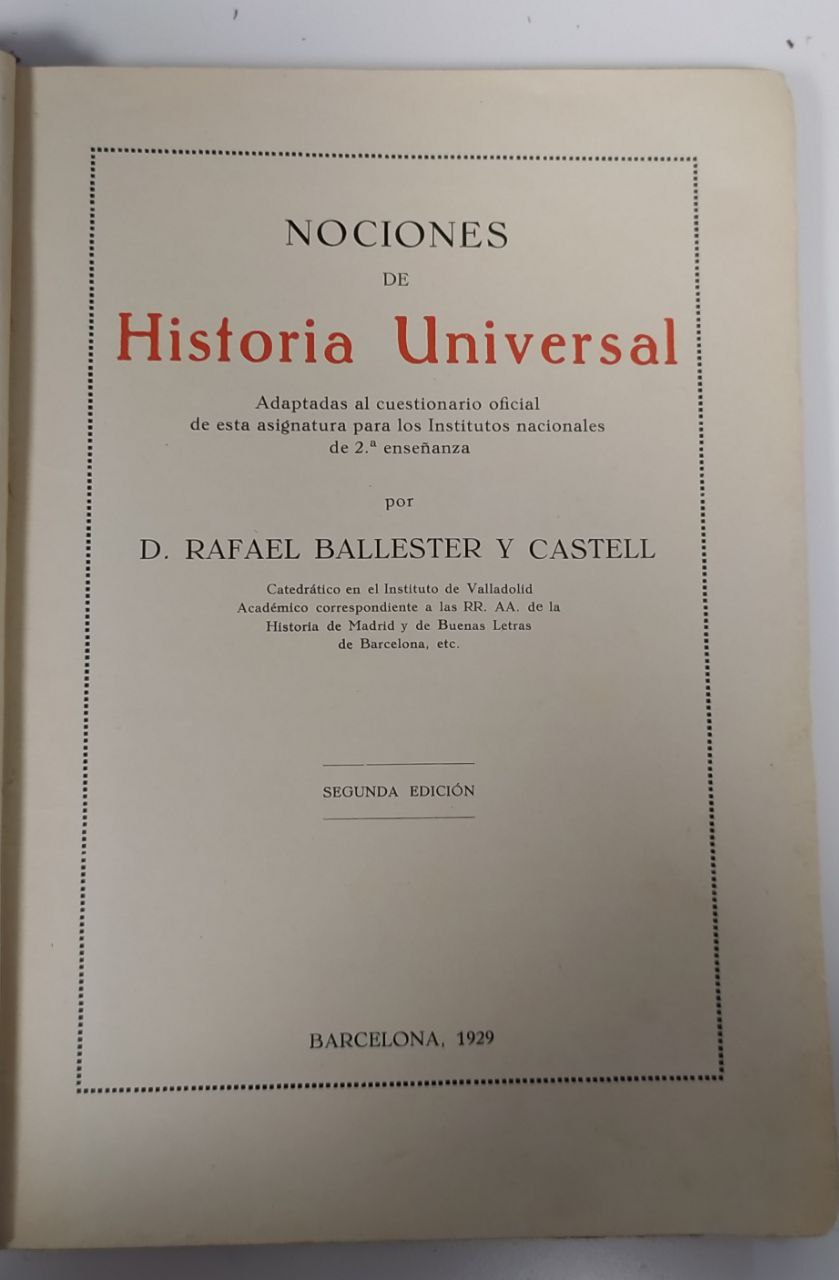 NOCIONES
DE
Historia Universal
Adaptadas al cuestionario oficial
de esta asignatura para los Institutos nacionales
de 2.ª enseñanza
por
D. RAFAEL BALLESTER Y CASTELL
Catedrático en el Instituto de Valladolid
Académico correspondiente a las RR. AA. de la
Historia de Madrid y de Buenas Letras
de Barcelona, etc.
SEGUNDA EDICIÓN
BARCELONA, 1929